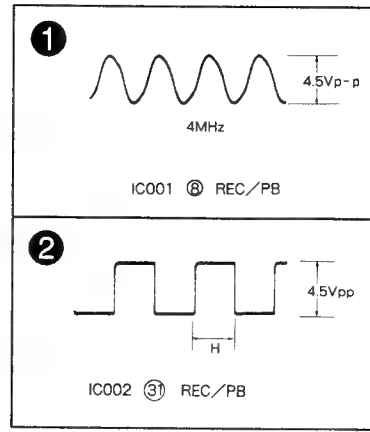 1
4.5Vp-p
4MHz
IC001 ⑧ REC/PB
2
4.5Vpp
H
IC002 ㉛ REC/PB